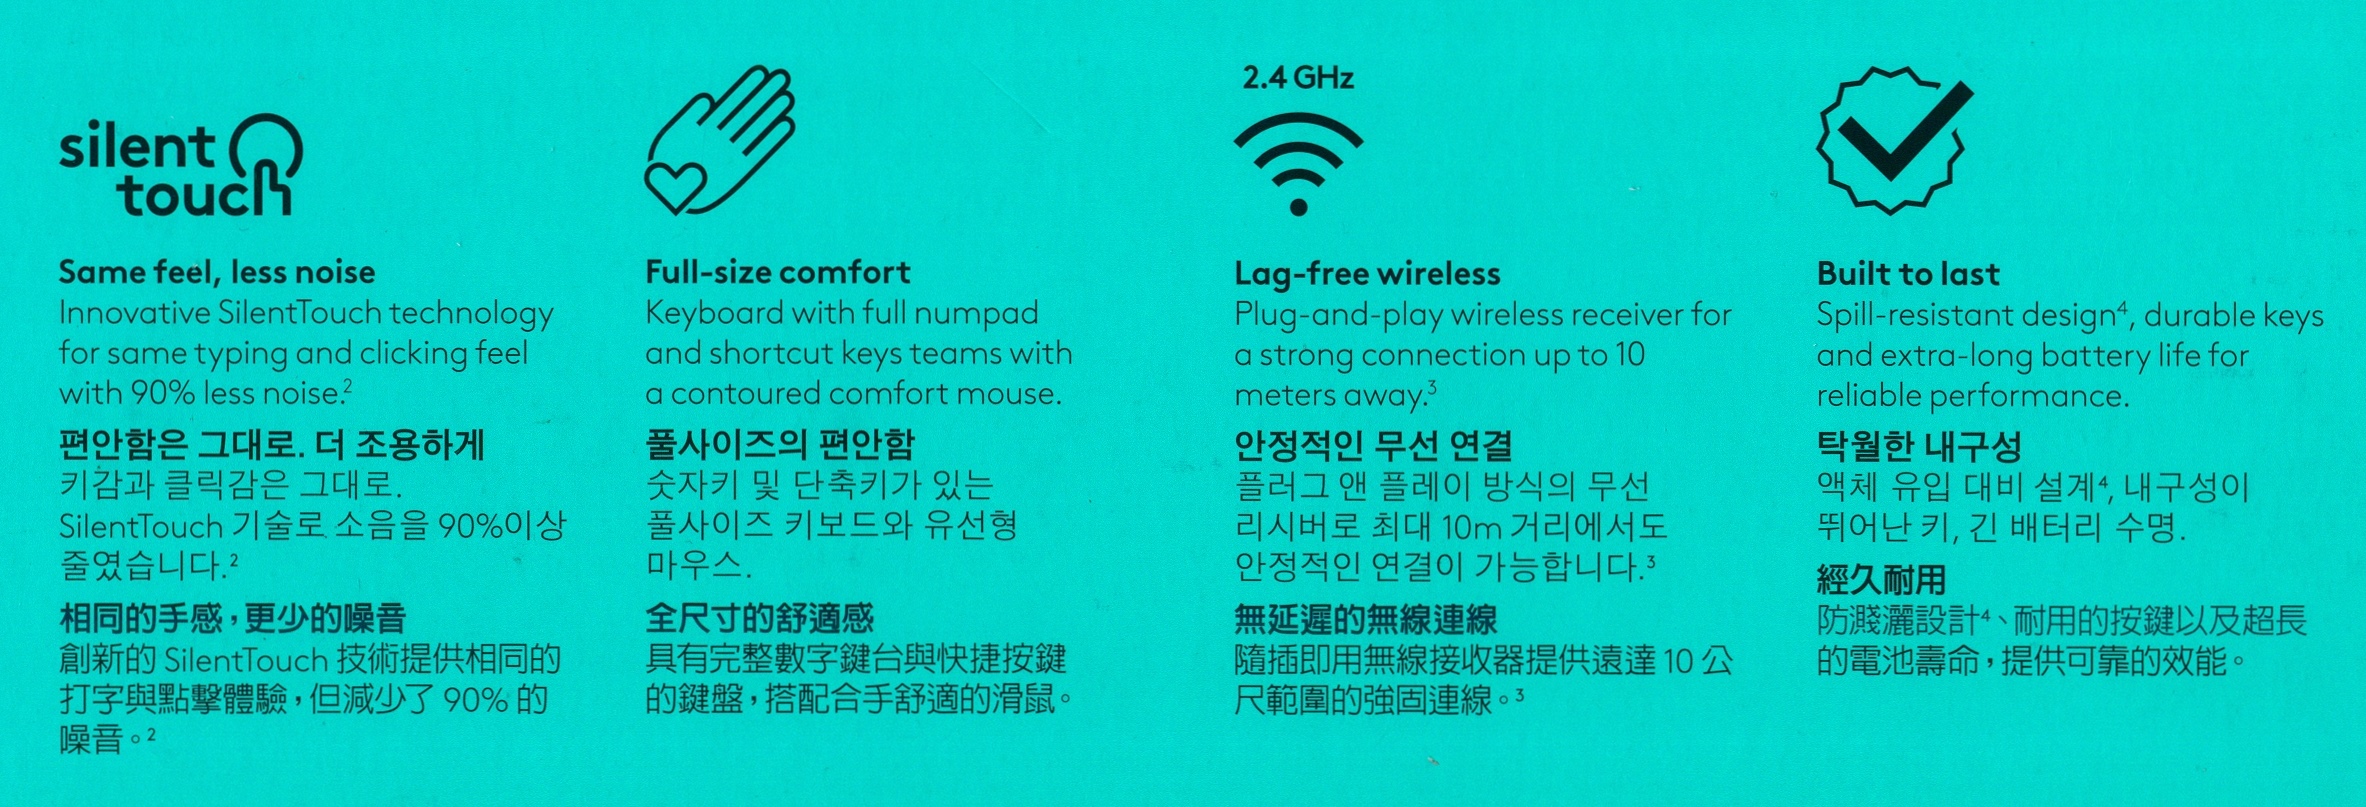 silent
touch
Same feel, less noise
Innovative SilentTouch technology
for same typing and clicking feel
with 90% less noise.²
편안함은 그대로. 더 조용하게
키감과 클릭감은 그대로.
SilentTouch 기술로 소음을 90%이상
줄였습니다.²
相同的手感，更少的噪音
創新的 SilentTouch 技術提供相同的
打字與點擊體驗，但減少了 90% 的
噪音。²
Full-size comfort
Keyboard with full numpad
and shortcut keys teams with
a contoured comfort mouse.
풀사이즈의 편안함
숫자키 및 단축키가 있는
풀사이즈 키보드와 유선형
마우스.
全尺寸的舒適感
具有完整數字鍵台與快捷按鍵
的鍵盤，搭配合手舒適的滑鼠。
2.4 GHz
Lag-free wireless
Plug-and-play wireless receiver for
a strong connection up to 10
meters away.³
안정적인 무선 연결
플러그 앤 플레이 방식의 무선
리시버로 최대 10m 거리에서도
안정적인 연결이 가능합니다.³
無延遲的無線連線
隨插即用無線接收器提供遠達 10 公
尺範圍的強固連線。³
Built to last
Spill-resistant design⁴, durable keys
and extra-long battery life for
reliable performance.
탁월한 내구성
액체 유입 대비 설계⁴, 내구성이
뛰어난 키, 긴 배터리 수명.
經久耐用
防濺灑設計⁴、耐用的按鍵以及超長
的電池壽命，提供可靠的效能。